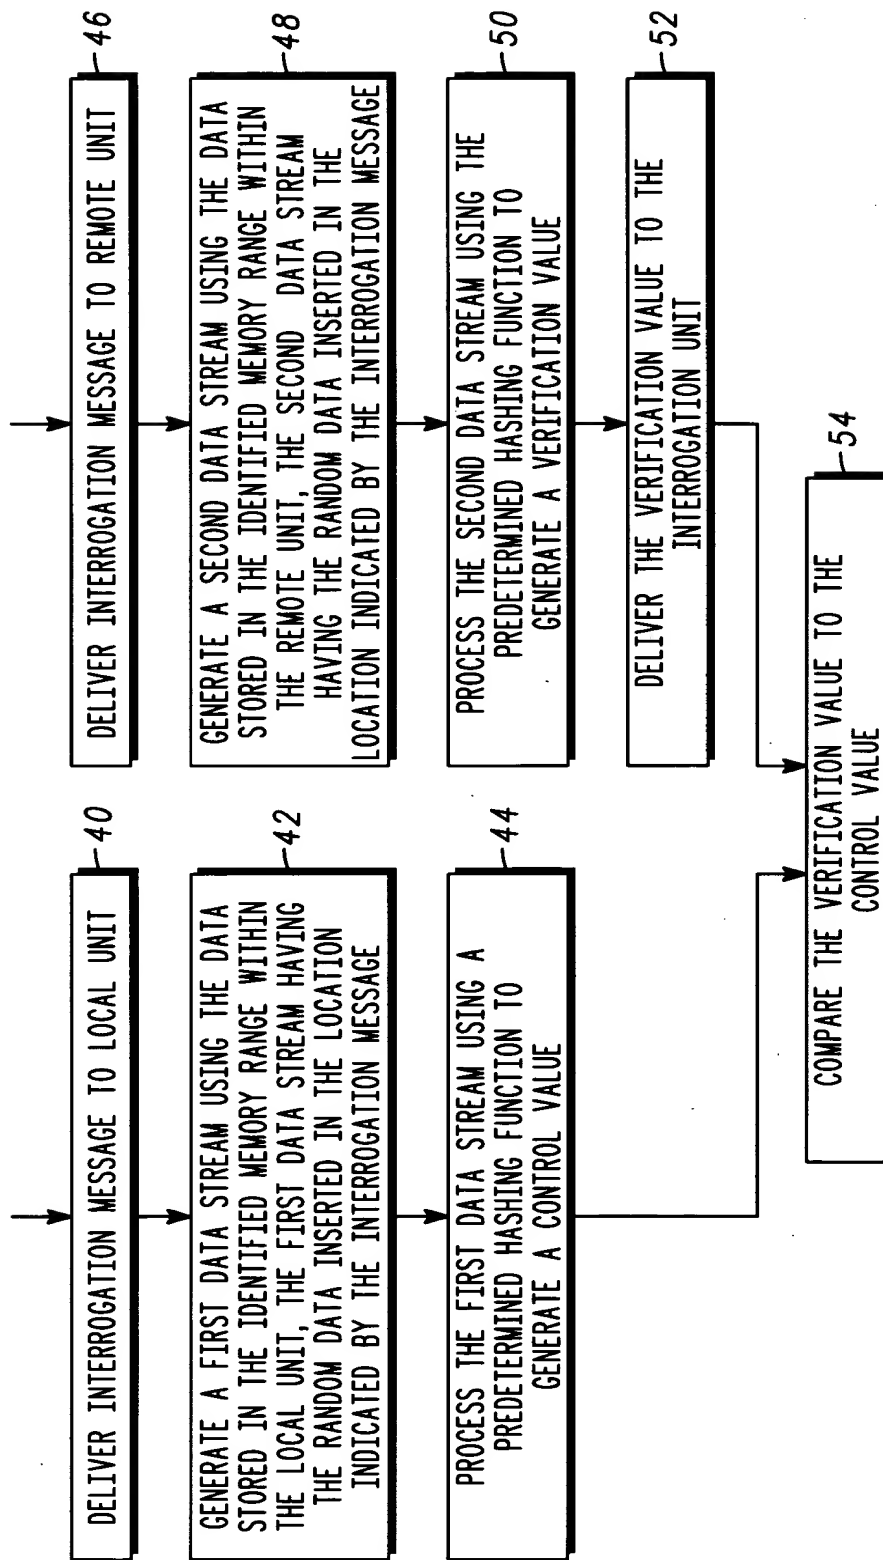 40
DELIVER INTERROGATION MESSAGE TO LOCAL UNIT
42
GENERATE A FIRST DATA STREAM USING THE DATA
STORED IN THE IDENTIFIED MEMORY RANGE WITHIN
THE LOCAL UNIT, THE FIRST DATA STREAM HAVING
THE RANDOM DATA INSERTED IN THE LOCATION
INDICATED BY THE INTERROGATION MESSAGE
44
PROCESS THE FIRST DATA STREAM USING A
PREDETERMINED HASHING FUNCTION TO
GENERATE A CONTROL VALUE
46
DELIVER INTERROGATION MESSAGE TO REMOTE UNIT
48
GENERATE A SECOND DATA STREAM USING THE DATA
STORED IN THE IDENTIFIED MEMORY RANGE WITHIN
THE REMOTE UNIT, THE SECOND DATA STREAM
HAVING THE RANDOM DATA INSERTED IN THE
LOCATION INDICATED BY THE INTERROGATION MESSAGE
50
PROCESS THE SECOND DATA STREAM USING THE
PREDETERMINED HASHING FUNCTION TO
GENERATE A VERIFICATION VALUE
52
DELIVER THE VERIFICATION VALUE TO THE
INTERROGATION UNIT
54
COMPARE THE VERIFICATION VALUE TO THE
CONTROL VALUE